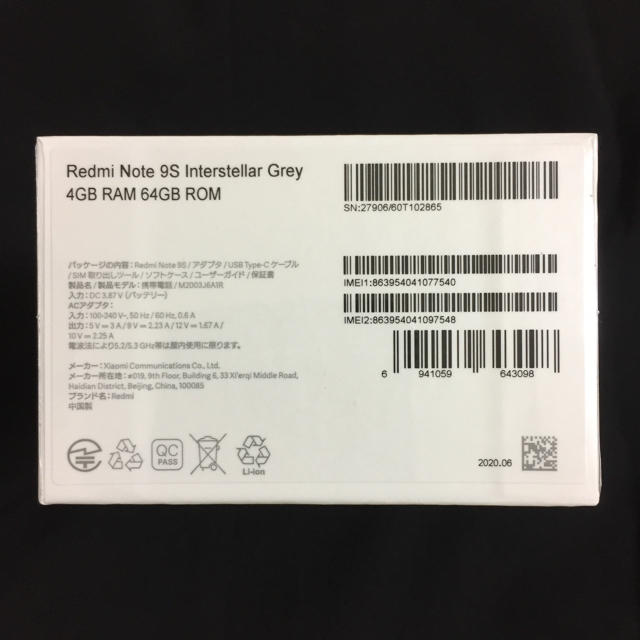 Redmi Note 9S Interstellar Grey
4GB RAM 64GB ROM
SN:27906/60T102865
パッケージの内容：Redmi Note 9S / アダプタ / USB Type-C ケーブル
/ SIM 取り出しツール / ソフトケース / ユーザーガイド / 保証書
製品名 / 製品モデル：携帯電話 / M2003J6A1R
入力：DC 3.87 V (バッテリー)
ACアダプタ：
入力：100-240 V~, 50 Hz / 60 Hz, 0.6 A
出力：5 V = 3 A / 9 V = 2.23 A / 12 V = 1.67 A /
10 V = 2.25 A
電波法により5.2/5.3 GHz帯は屋内使用に限ります。
メーカー：Xiaomi Communications Co., Ltd.
メーカー所在地：#019, 9th Floor, Building 6, 33 Xi'erqi Middle Road,
Haidian District, Beijing, China, 100085
ブランド名：Redmi
中国製
IMEI1:863954041077540
IMEI2:863954041097548
6 941059 643098
QC
PASS
Li-ion
2020.06